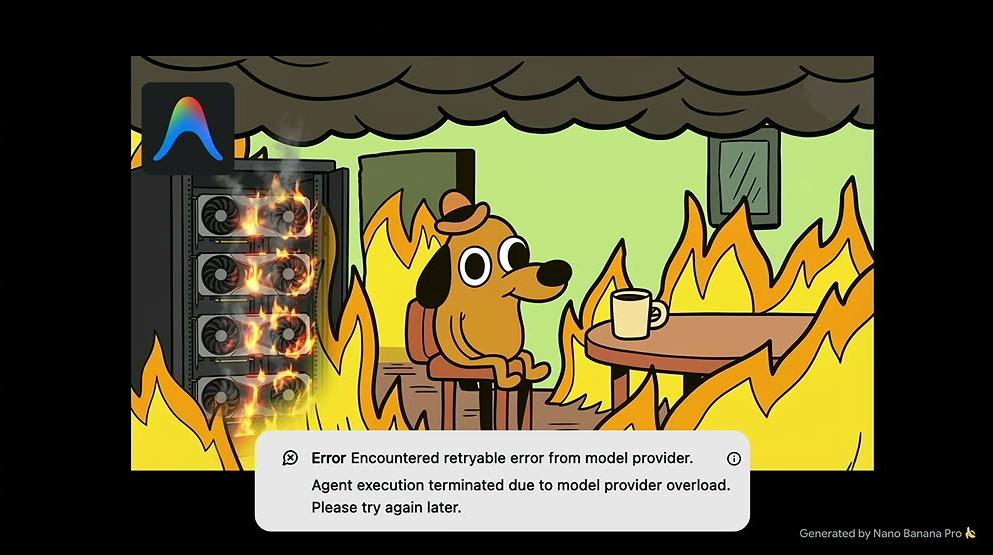 Error Encountered retryable error from model provider.
Agent execution terminated due to model provider overload.
Please try again later.
Generated by Nano Banana Pro